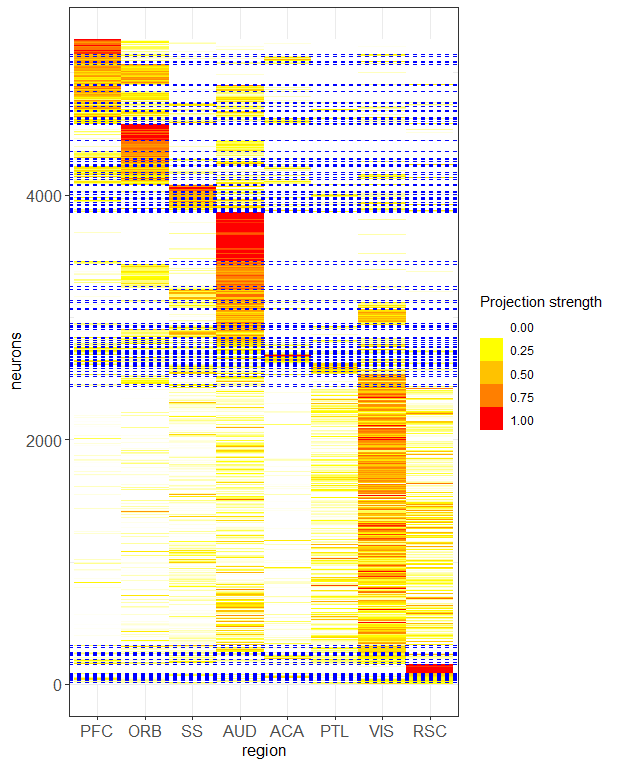 neurons
4000
2000
0
PFC ORB SS AUD ACA PTL VIS RSC
region
Projection strength
0.00
0.25
0.50
0.75
1.00